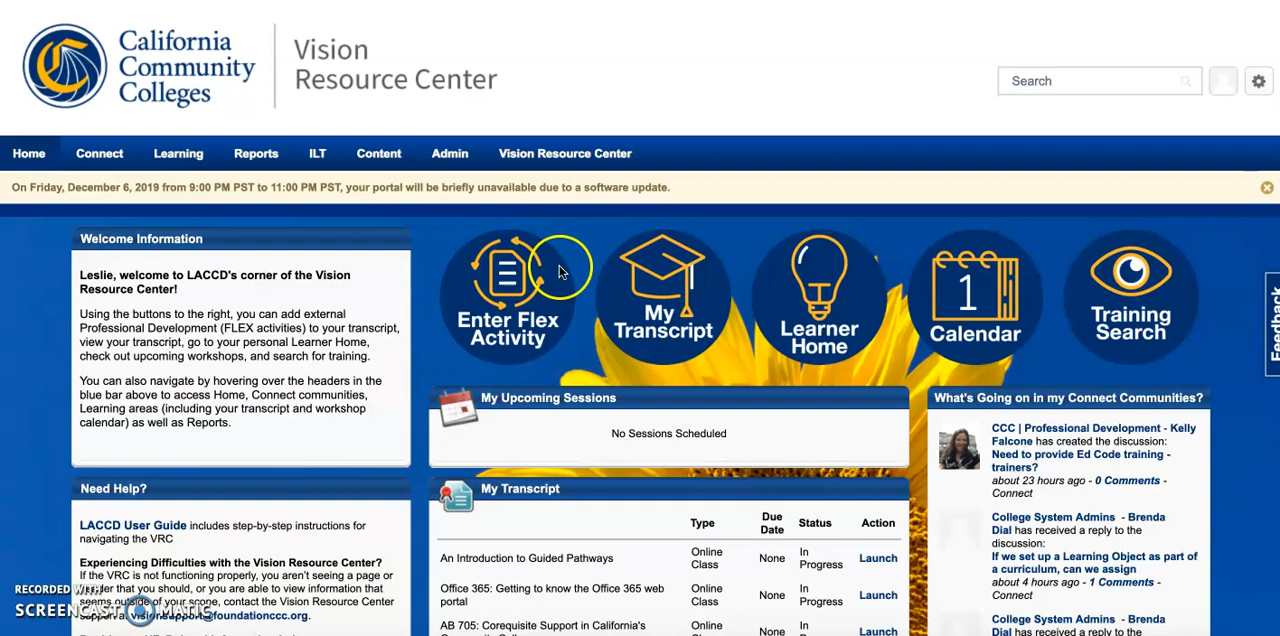 California
Community
Colleges
Vision
Resource Center
Search
Home Connect Learning Reports ILT Content Admin Vision Resource Center
On Friday, December 6, 2019 from 9:00 PM PST to 11:00 PM PST, your portal will be briefly unavailable due to a software update.
Welcome Information
Leslie, welcome to LACCD's corner of the Vision
Resource Center!
Using the buttons to the right, you can add external
Professional Development (FLEX activities) to your transcript,
view your transcript, go to your personal Learner Home,
check out upcoming workshops, and search for training.
You can also navigate by hovering over the headers in the
blue bar above to access Home, Connect communities,
Learning areas (including your transcript and workshop
calendar) as well as Reports.
Need Help?
LACCD User Guide includes step-by-step instructions for
navigating the VRC
Experiencing Difficulties with the Vision Resource Center?
If the VRC is not functioning properly, you aren't seeing a page or
that you should, or you are able to view information that
seems outside of your scope, contact the Vision Resource Center
support at visionsupport@foundationccc.org.
RECORDED WITH
SCREENCAST MATIC
Enter Flex
Activity
My
Transcript
Learner
Home
1
Calendar
Training
Search
Feedback
My Upcoming Sessions
No Sessions Scheduled
My Transcript
Type Due Date Status Action
An Introduction to Guided Pathways Online Class None In Progress Launch
Office 365: Getting to know the Office 365 web portal Online Class None In Progress Launch
AB 705: Corequisite Support in California's
Online None In Launch
What's Going on in my Connect Communities?
CCC | Professional Development - Kelly
Falcone has created the discussion:
Need to provide Ed Code training -
trainers?
about 23 hours ago - 0 Comments -
Connect
College System Admins - Brenda
Dial has received a reply to the
discussion:
If we set up a Learning Object as part of
a curriculum, can we assign
about 4 hours ago - 1 Comments -
Connect
College System Admins - Brenda
Dial has received a reply to the